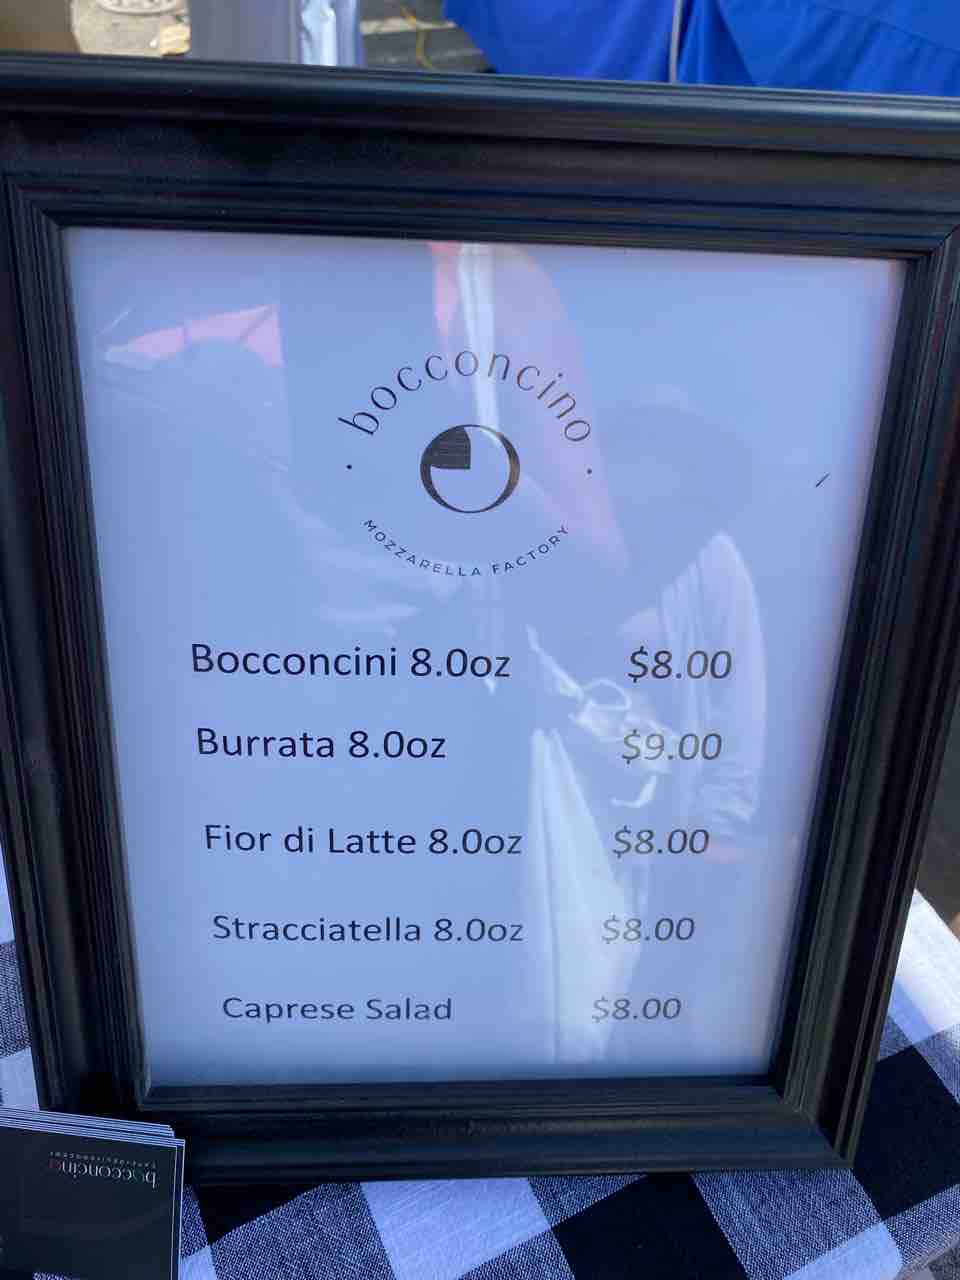 bocconcino
MOZZARELLA FACTORY
Bocconcini 8.0oz $8.00
Burrata 8.0oz $9.00
Fior di Latte 8.0oz $8.00
Stracciatella 8.0oz $8.00
Caprese Salad $8.00
bocconcino